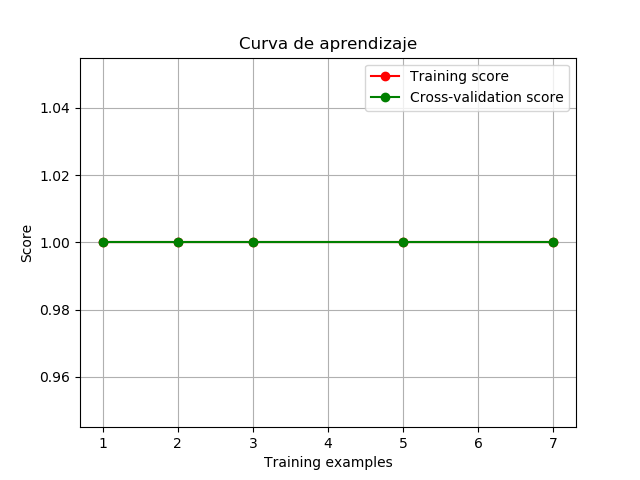 Curva de aprendizaje
Training score
Cross-validation score
1.04
1.02
1.00
0.98
0.96
Score
1 2 3 4 5 6 7
Training examples